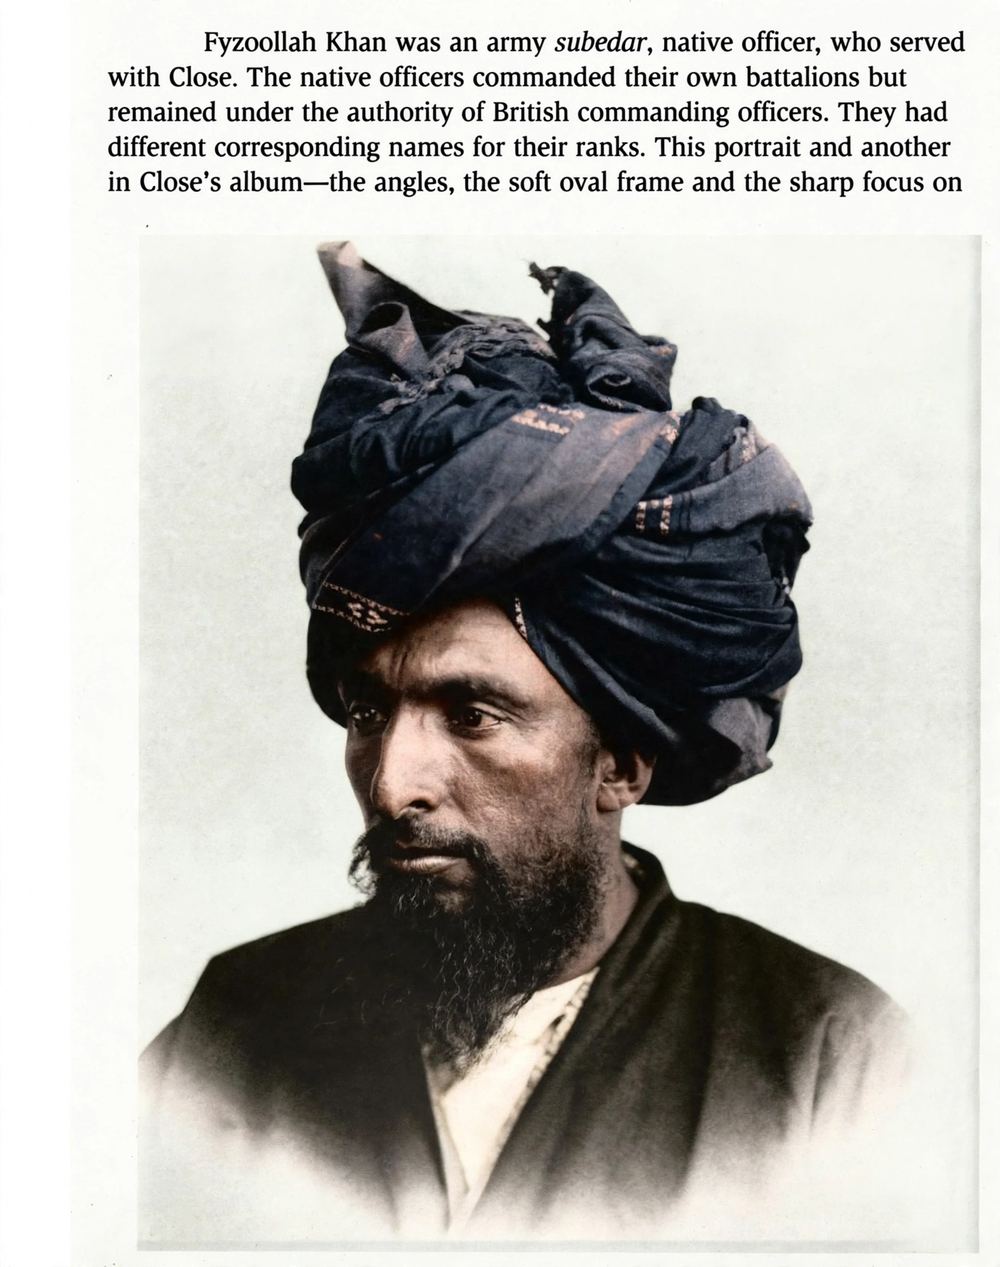 Fyzoollah Khan was an army subedar, native officer, who served
with Close. The native officers commanded their own battalions but
remained under the authority of British commanding officers. They had
different corresponding names for their ranks. This portrait and another
in Close’s album—the angles, the soft oval frame and the sharp focus on